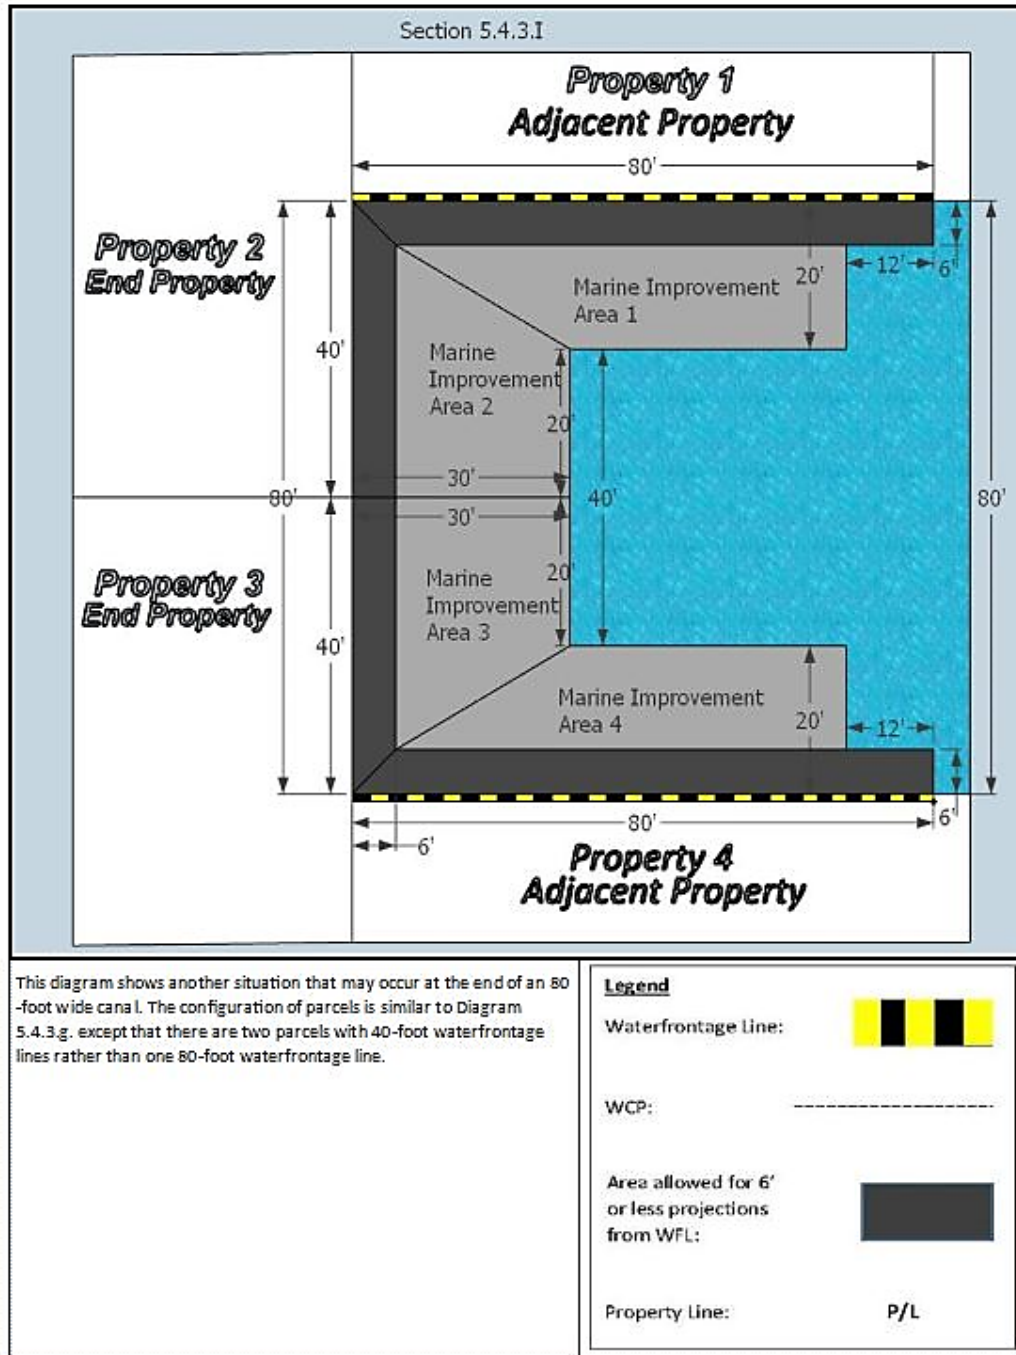 Section 5.4.3.I
Property 1
Adjacent Property
80'
Property 2
End Property
40'
80'
Property 3
End Property
40'
Marine Improvement
Area 1
20'
12'
6'
Marine
Improvement
Area 2
20'
30'
30'
40'
80'
20'
Marine
Improvement
Area 3
Marine Improvement
Area 4
20'
12'
6'
80'
6'
Property 4
Adjacent Property
This diagram shows another situation that may occur at the end of an 80
-foot wide canal. The configuration of parcels is similar to Diagram
5.4.3.g. except that there are two parcels with 40-foot waterfrontage
lines rather than one 80-foot waterfrontage line.
Legend
Waterfrontage Line:
WCP:
Area allowed for 6'
or less projections
from WFL:
Property Line: P/L